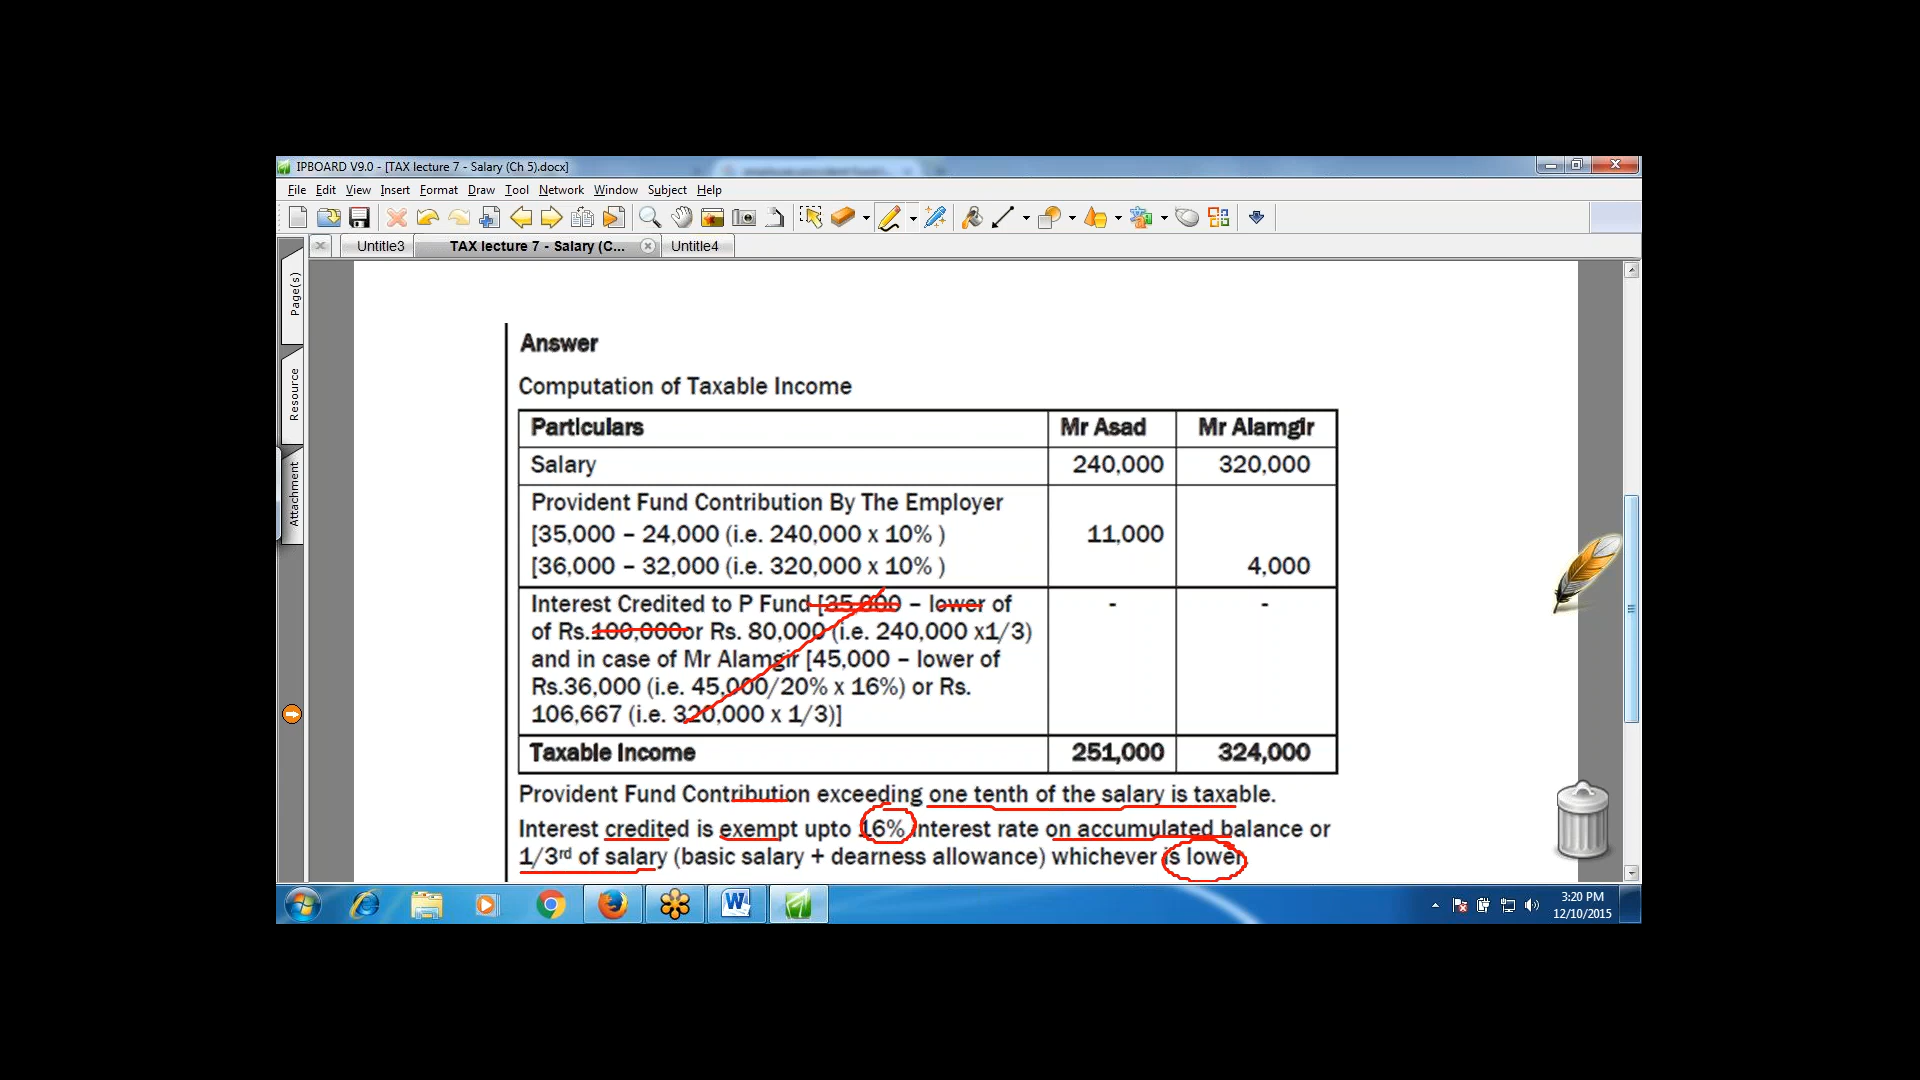 IPBOARD V9.0 - [TAX lecture 7 - Salary (Ch 5).docx]
File Edit View Insert Format Draw Tool Network Window Subject Help
Untitle3 TAX lecture 7 - Salary (C... Untitle4
Page(s)
Resource
Attachment
Answer
Computation of Taxable Income
Particulars Mr Asad Mr Alamgir
Salary 240,000 320,000
Provident Fund Contribution By The Employer
[35,000 – 24,000 (i.e. 240,000 x 10% ) 11,000
[36,000 – 32,000 (i.e. 320,000 x 10% ) 4,000
Interest Credited to P Fund [35,000 – lower of - -
of Rs.100,000or Rs. 80,000 (i.e. 240,000 x1/3)
and in case of Mr Alamgir [45,000 – lower of
Rs.36,000 (i.e. 45,000/20% x 16%) or Rs.
106,667 (i.e. 320,000 x 1/3)]
Taxable Income 251,000 324,000
Provident Fund Contribution exceeding one tenth of the salary is taxable.
Interest credited is exempt upto 16% interest rate on accumulated balance or
1/3rd of salary (basic salary + dearness allowance) whichever is lower
3:20 PM
12/10/2015